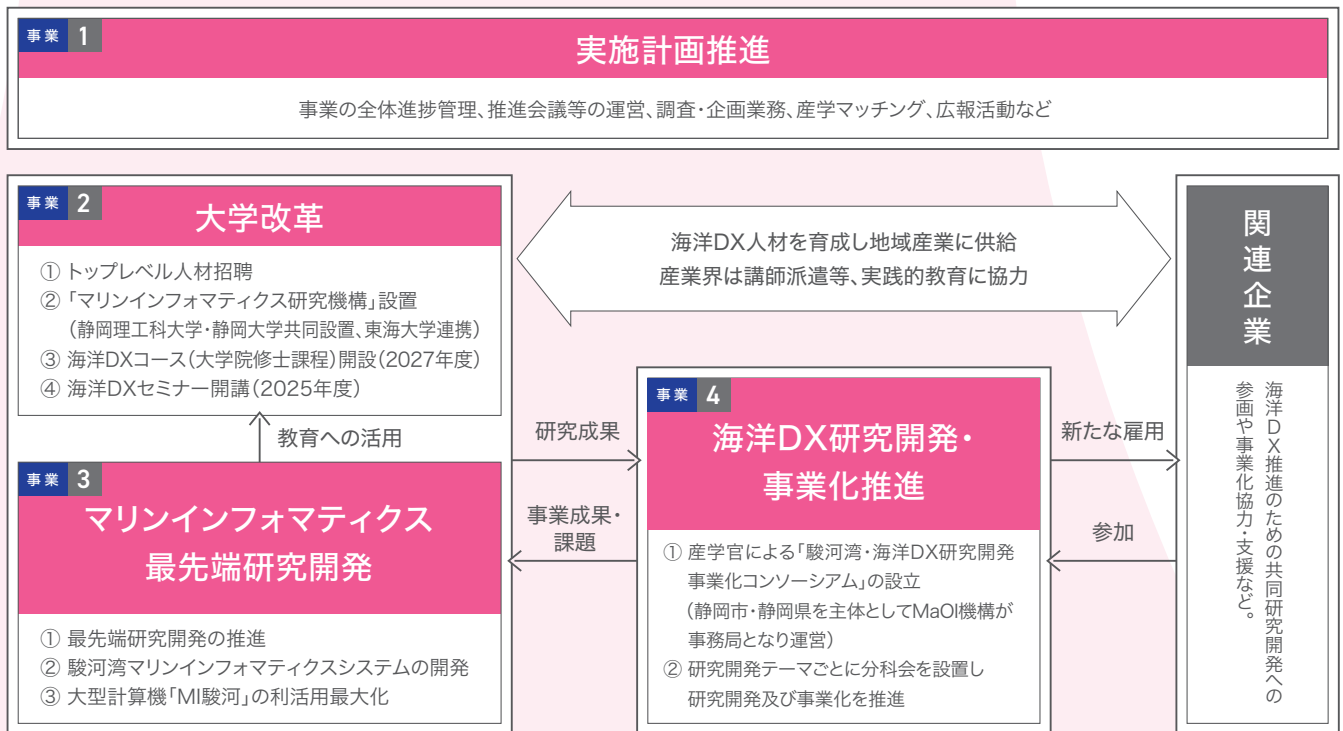 事業 1
実施計画推進
事業の全体進捗管理、推進会議等の運営、調査・企画業務、産学マッチング、広報活動など
事業 2
大学改革
① トップレベル人材招聘
② 「マリンインフォマティクス研究機構」設置
(静岡理工科大学・静岡大学共同設置、東海大学連携)
③ 海洋DXコース(大学院修士課程)開設(2027年度)
④ 海洋DXセミナー開講(2025年度)
海洋DX人材を育成し地域産業に供給
産業界は講師派遣等、実践的教育に協力
教育への活用
事業 3
マリンインフォマティクス
最先端研究開発
① 最先端研究開発の推進
② 駿河湾マリンインフォマティクスシステムの開発
③ 大型計算機「MI駿河」の利活用最大化
研究成果
事業成果・
課題
事業 4
海洋DX研究開発・
事業化推進
① 産学官による「駿河湾・海洋DX研究開発
事業化コンソーシアム」の設立
(静岡市・静岡県を主体としてMaOI機構が
事務局となり運営)
② 研究開発テーマごとに分科会を設置し
研究開発及び事業化を推進
新たな雇用
参加
関連企業
海洋DX推進のための共同研究開発への
参画や事業化協力・支援など。